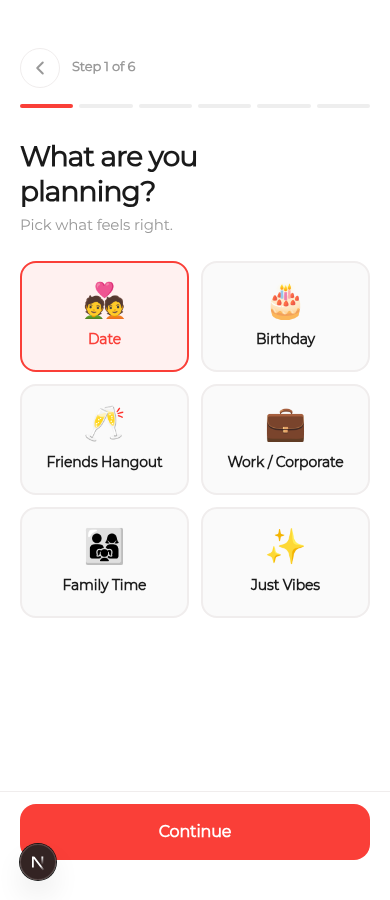 Step 1 of 6
What are you
planning?
Pick what feels right.
Date
Birthday
Friends Hangout
Work / Corporate
Family Time
Just Vibes
Continue
N